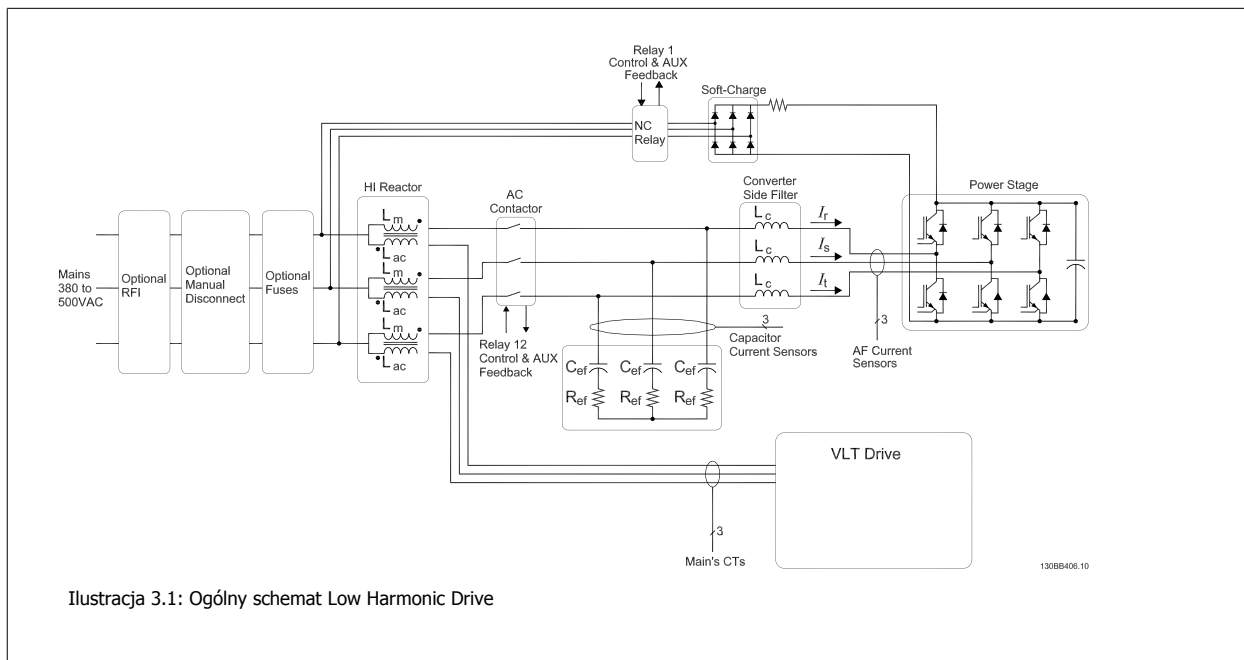 Relay 1
Control & AUX
Feedback
NC
Relay
Soft-Charge
HI Reactor
AC
Contactor
Converter
Side Filter
Power Stage
Mains
380 to
500VAC
Optional
RFI
Optional
Manual
Disconnect
Optional
Fuses
Lm
Lac
Lm
Lac
Lm
Lac
Lc
Lc
Lc
Ir
Is
It
Relay 12
Control & AUX
Feedback
3
Capacitor
Current Sensors
3
AF Current
Sensors
Cef Cef Cef
Ref Ref Ref
VLT Drive
3
Main's CTs
130BB406.10
Ilustracja 3.1: Ogólny schemat Low Harmonic Drive